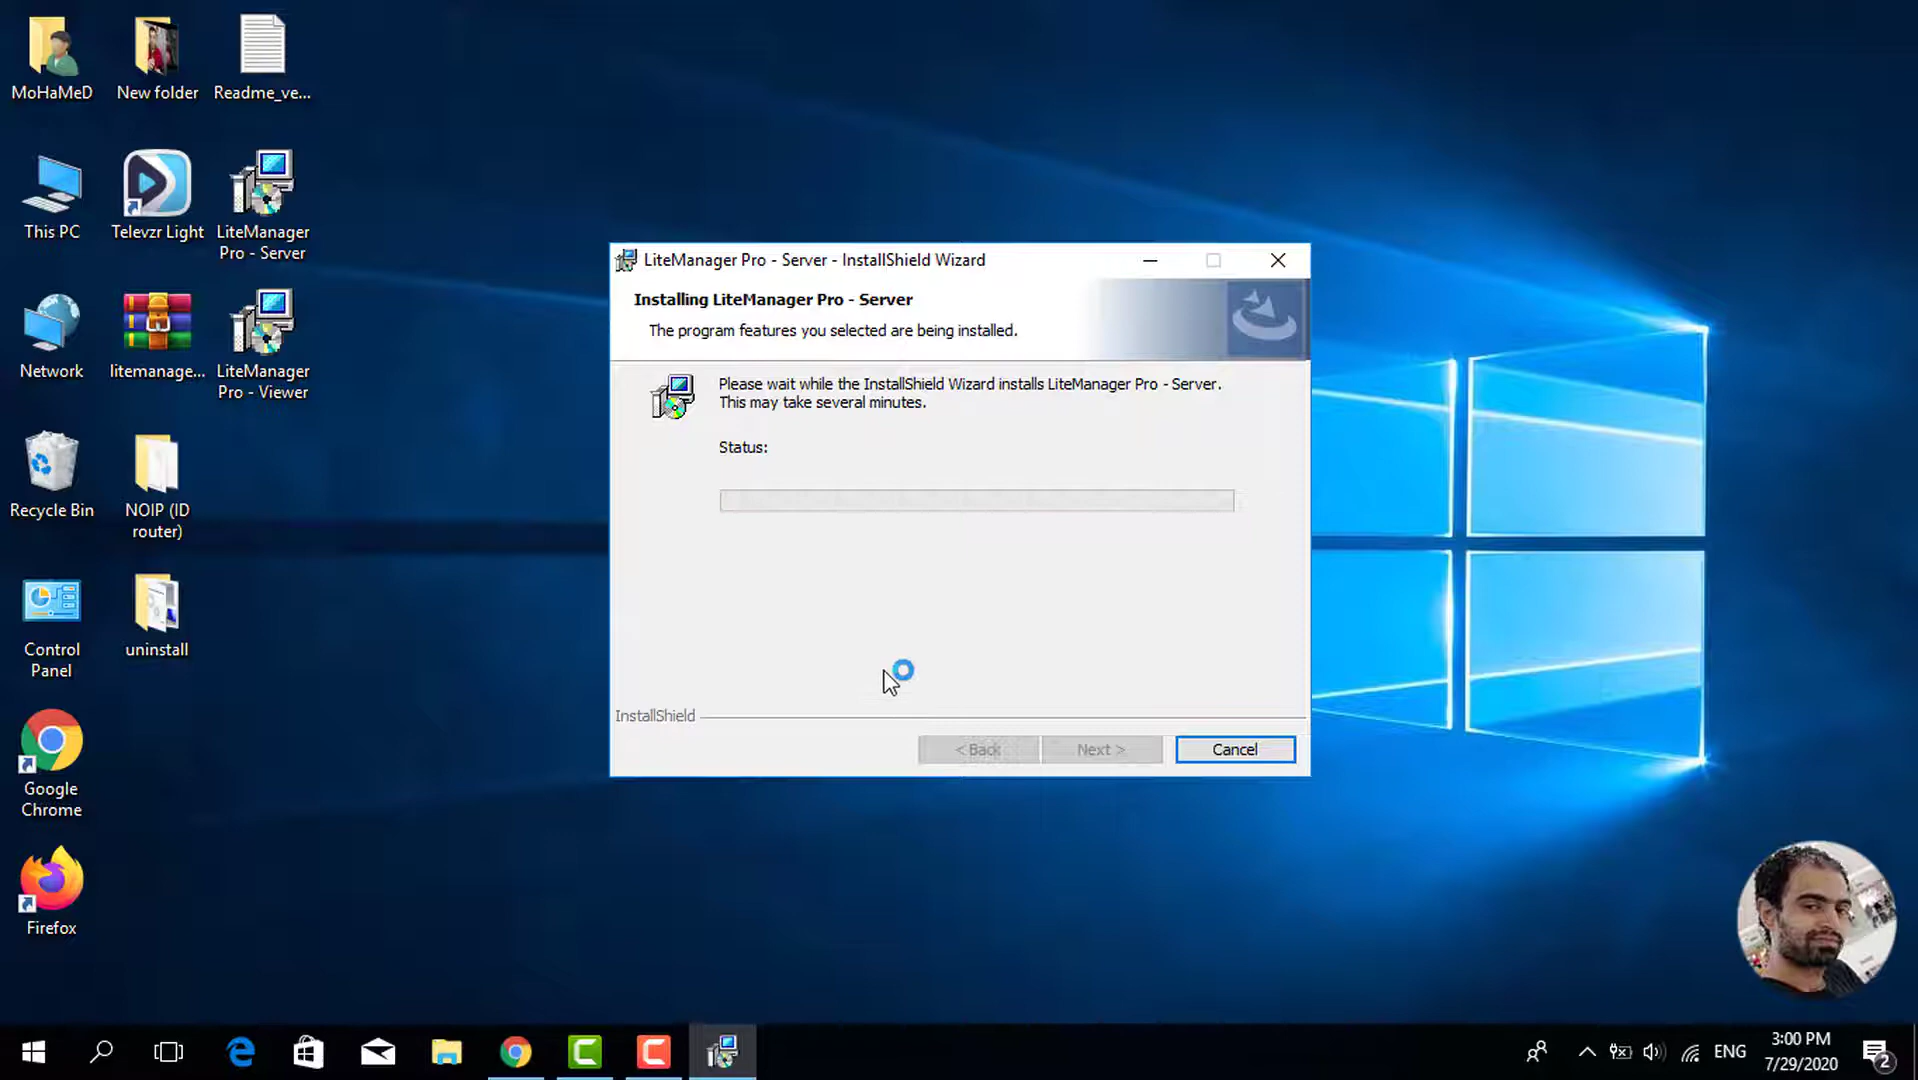 MoHaMeD
New folder
Readme_ve...
This PC
Televzr Light
LiteManager
Pro - Server
Network
litemanage...
LiteManager
Pro - Viewer
Recycle Bin
NOIP (ID
router)
Control
Panel
uninstall
Google
Chrome
Firefox
LiteManager Pro - Server - InstallShield Wizard
Installing LiteManager Pro - Server
The program features you selected are being installed.
Please wait while the InstallShield Wizard installs LiteManager Pro - Server.
This may take several minutes.
Status:
InstallShield
< Back
Next >
Cancel
ENG
3:00 PM
7/29/2020
2